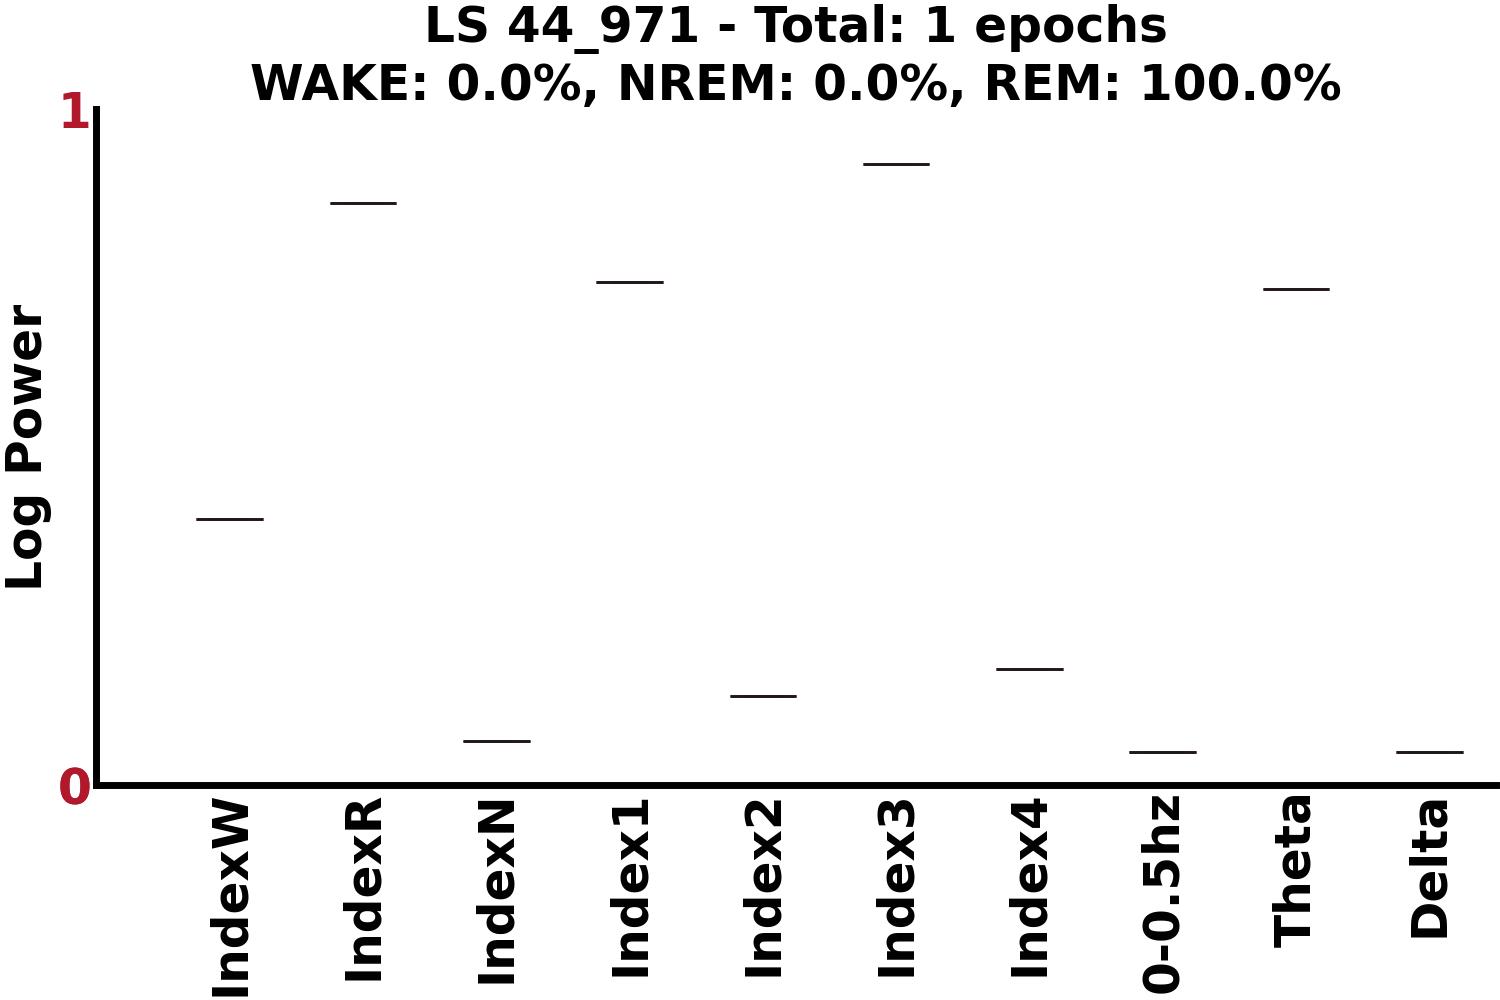 LS 44_971 - Total: 1 epochs
WAKE: 0.0%, NREM: 0.0%, REM: 100.0%
1
Log Power
0
IndexW
IndexR
IndexN
Index1
Index2
Index3
Index4
0-0.5hz
Theta
Delta